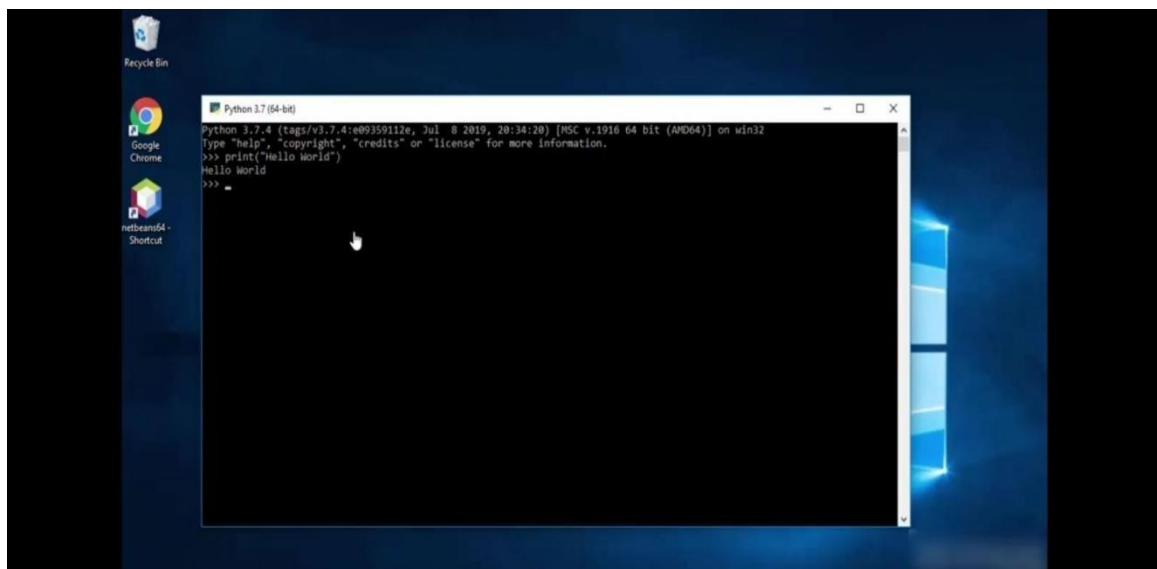 Recycle Bin
Google
Chrome
netbeans64 -
Shortcut
Python 3.7 (64-bit)
Python 3.7.4 (tags/v3.7.4:e09359112e, Jul  8 2019, 20:34:20) [MSC v.1916 64 bit (AMD64)] on win32
Type "help", "copyright", "credits" or "license" for more information.
>>> print("Hello World")
Hello World
>>> _